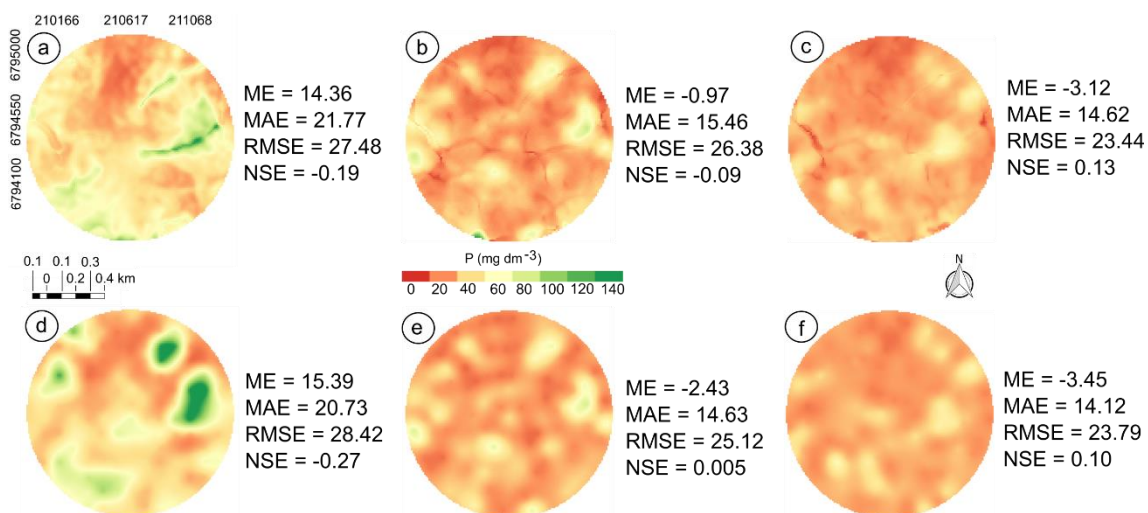 210166 210617 211068
6795000
6794550
6794100
a
ME = 14.36
MAE = 21.77
RMSE = 27.48
NSE = -0.19
b
ME = -0.97
MAE = 15.46
RMSE = 26.38
NSE = -0.09
c
ME = -3.12
MAE = 14.62
RMSE = 23.44
NSE = 0.13
0.1 0.1 0.3
0 0.2 0.4 km
P (mg dm⁻³)
0 20 40 60 80 100 120 140
N
d
ME = 15.39
MAE = 20.73
RMSE = 28.42
NSE = -0.27
e
ME = -2.43
MAE = 14.63
RMSE = 25.12
NSE = 0.005
f
ME = -3.45
MAE = 14.12
RMSE = 23.79
NSE = 0.10